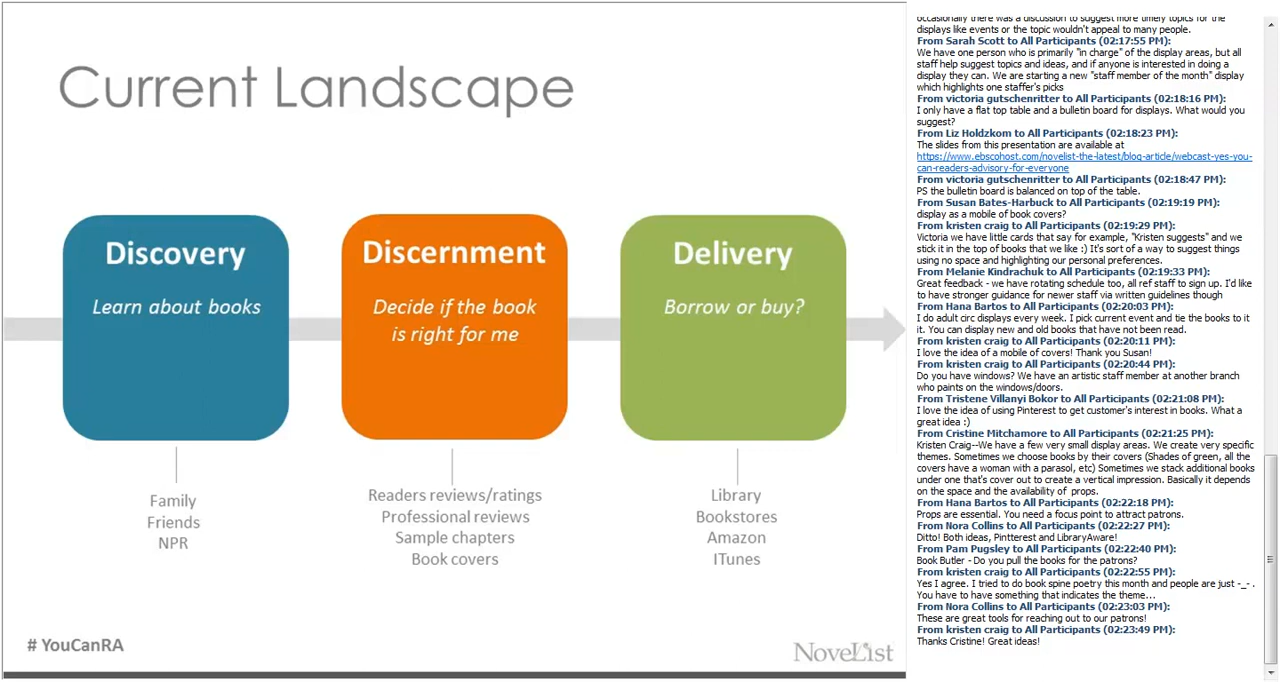 Current Landscape
Discovery
Learn about books
Family
Friends
NPR
Discernment
Decide if the book
is right for me
Readers reviews/ratings
Professional reviews
Sample chapters
Book covers
Delivery
Borrow or buy?
Library
Bookstores
Amazon
ITunes
# YouCanRA
NoveList
occasionally there was a discussion to suggest more timely topics for the
displays like events or the topic wouldn't appeal to many people.
From Sarah Scott to All Participants (02:17:55 PM):
We have one person who is primarily "in charge" of the display areas, but all
staff help suggest topics and ideas, and if anyone is interested in doing a
display they can. We are starting a new "staff member of the month" display
which highlights one staffer's picks
From victoria gutschenritter to All Participants (02:18:16 PM):
I only have a flat top table and a bulletin board for displays. What would you
suggest?
From Liz Holdzkom to All Participants (02:18:23 PM):
The slides from this presentation are available at
https://www.ebscohost.com/novelist-the-latest/blog-article/webcast-yes-you-
can-readers-advisory-for-everyone
From victoria gutschenritter to All Participants (02:18:47 PM):
PS the bulletin board is balanced on top of the table.
From Susan Bates-Harbuck to All Participants (02:19:19 PM):
display as a mobile of book covers?
From kristen craig to All Participants (02:19:29 PM):
Victoria we have little cards that say for example, "Kristen suggests" and we
stick it in the top of books that we like :) It's sort of a way to suggest things
using no space and highlighting our personal preferences.
From Melanie Kindrachuk to All Participants (02:19:33 PM):
Great feedback - we have rotating schedule too, all ref staff to sign up. I'd like
to have stronger guidance for newer staff via written guidelines though
From Hana Bartos to All Participants (02:20:03 PM):
I do adult circ displays every week. I pick current event and tie the books to it
it. You can display new and old books that have not been read.
From kristen craig to All Participants (02:20:11 PM):
I love the idea of a mobile of covers! Thank you Susan!
From kristen craig to All Participants (02:20:44 PM):
Do you have windows? We have an artistic staff member at another branch
who paints on the windows/doors.
From Tristene Villanyi Bokor to All Participants (02:21:08 PM):
I love the idea of using Pinterest to get customer's interest in books. What a
great idea :)
From Cristine Mitchamore to All Participants (02:21:25 PM):
Kristen Craig--We have a few very small display areas. We create very specific
themes. Sometimes we choose books by their covers (Shades of green, all the
covers have a woman with a parasol, etc) Sometimes we stack additional books
under one that's cover out to create a vertical impression. Basically it depends
on the space and the availability of props.
From Hana Bartos to All Participants (02:22:18 PM):
Props are essential. You need a focus point to attract patrons.
From Nora Collins to All Participants (02:22:27 PM):
Ditto! Both ideas, Pintterest and LibraryAware!
From Pam Pugsley to All Participants (02:22:40 PM):
Book Butler - Do you pull the books for the patrons?
From kristen craig to All Participants (02:22:55 PM):
Yes I agree. I tried to do book spine poetry this month and people are just -_- .
You have to have something that indicates the theme...
From Nora Collins to All Participants (02:23:03 PM):
These are great tools for reaching out to our patrons!
From kristen craig to All Participants (02:23:49 PM):
Thanks Cristine! Great ideas!